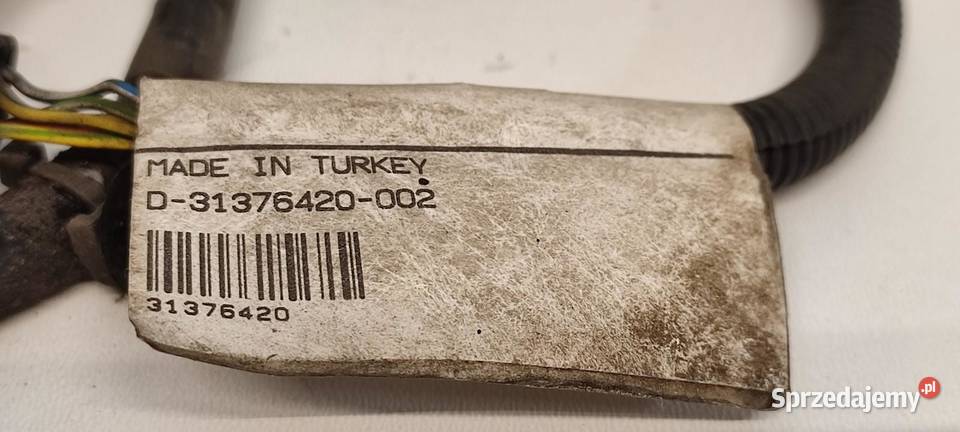 MADE IN TURKEY
D-31376420-002
31376420
Sprzedajemy.pl